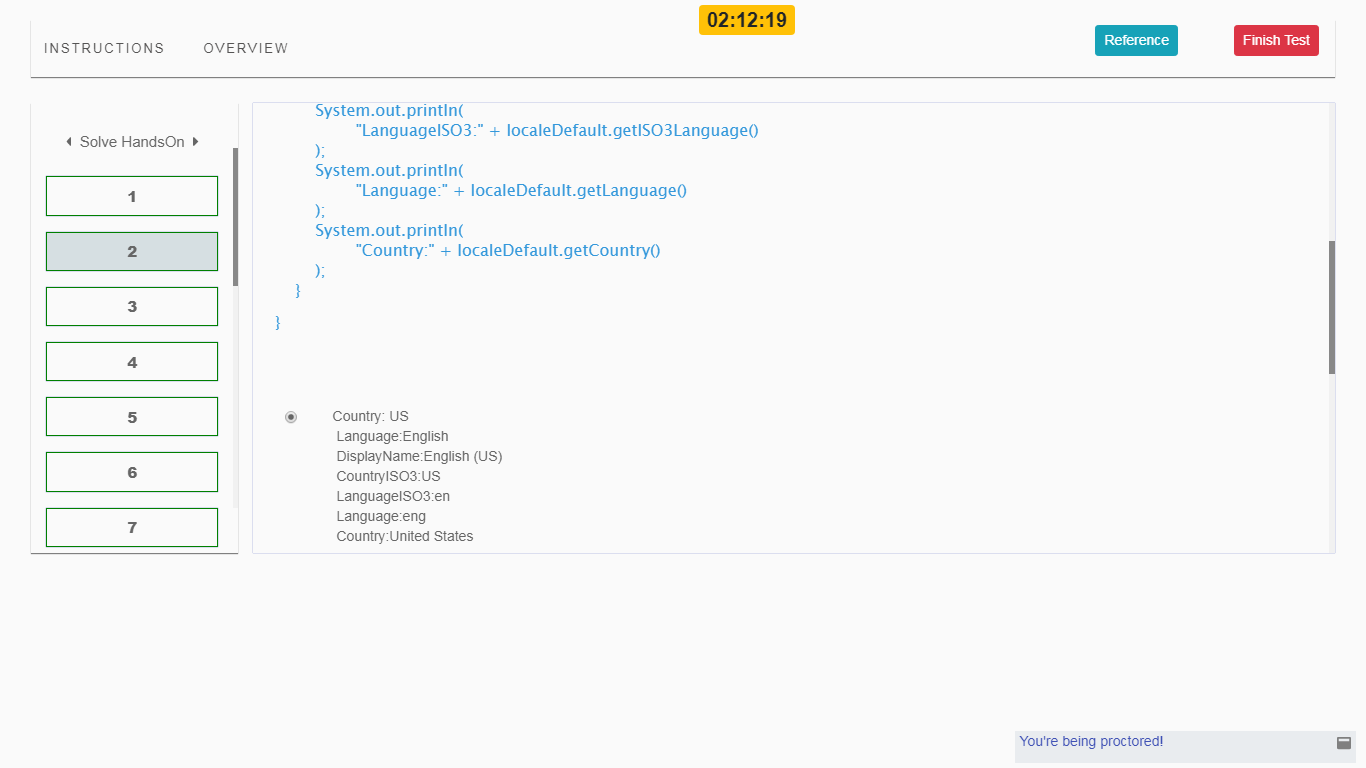 02:12:19
INSTRUCTIONS OVERVIEW
Reference
Finish Test
Solve HandsOn
1
2
3
4
5
6
7
System.out.println(
"LanguageISO3:" + localeDefault.getISO3Language()
);
System.out.println(
"Language:" + localeDefault.getLanguage()
);
System.out.println(
"Country:" + localeDefault.getCountry()
);
}
}
Country: US
Language:English
DisplayName:English (US)
CountryISO3:US
LanguageISO3:en
Language:eng
Country:United States
You're being proctored!